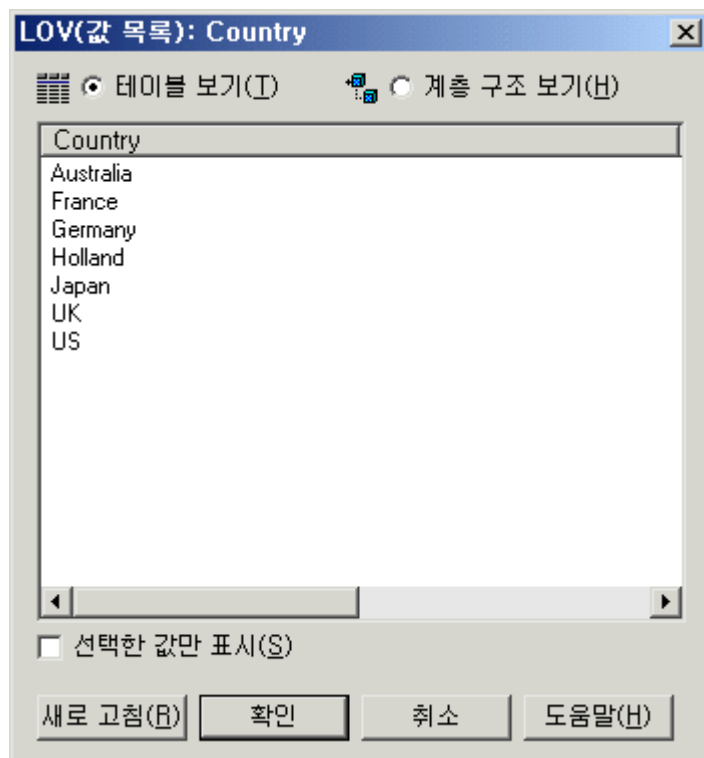 LOV(값 목록): Country
테이블 보기(T) 계층 구조 보기(H)
Country
Australia
France
Germany
Holland
Japan
UK
US
선택한 값만 표시(S)
새로 고침(R) 확인 취소 도움말(H)